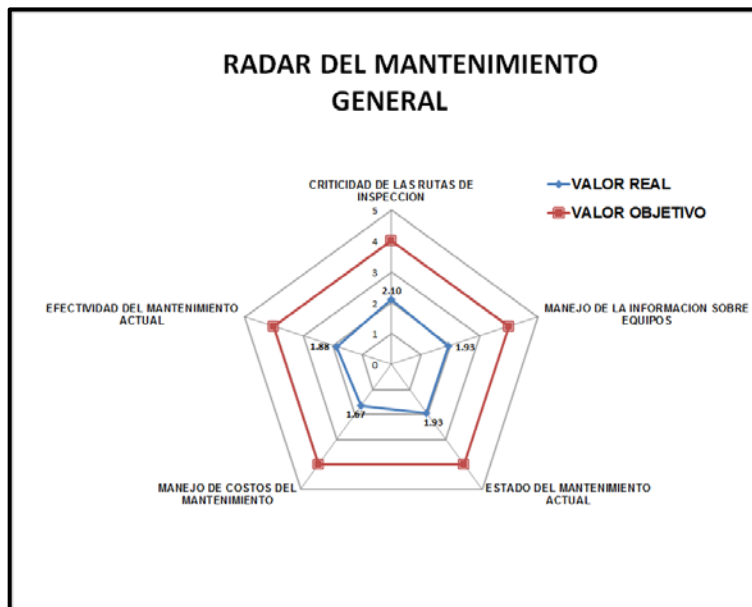 RADAR DEL MANTENIMIENTO
GENERAL
CRITICIDAD DE LAS RUTAS DE
INSPECCION
VALOR REAL
VALOR OBJETIVO
5
4
3
2.10
2
EFECTIVIDAD DEL MANTENIMIENTO
ACTUAL
MANEJO DE LA INFORMACION SOBRE
EQUIPOS
1
1.88
1.93
0
1.67
1.93
MANEJO DE COSTOS DEL
MANTENIMIENTO
ESTADO DEL MANTENIMIENTO
ACTUAL